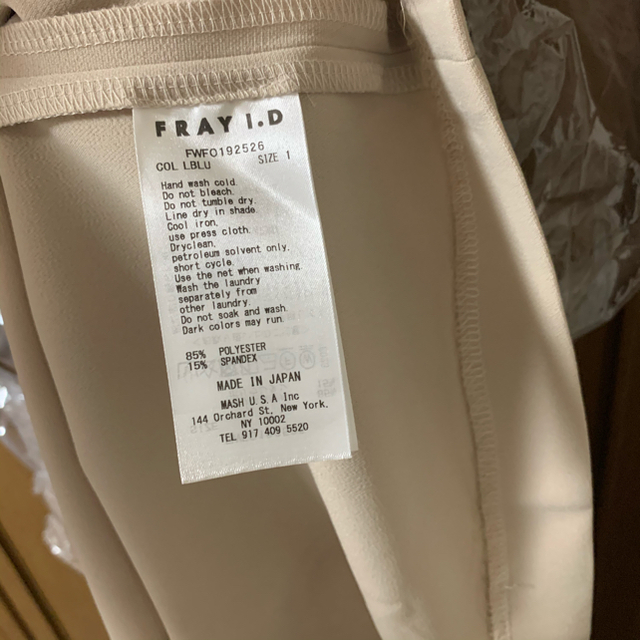 FRAY I.D
FWFO192526
COL LBLU SIZE 1
Hand wash cold.
Do not bleach.
Do not tumble dry.
Line dry in shade.
Cool iron,
use press cloth.
Dryclean,
petroleum solvent only.
short cycle.
Use the net when washing.
Wash the laundry
separately from
other laundry.
Do not soak and wash.
Dark colors may run.
85% POLYESTER
15% SPANDEX
MADE IN JAPAN
MASH U.S.A Inc
144 Orchard St. New York.
NY 10002
TEL 917 409 5520